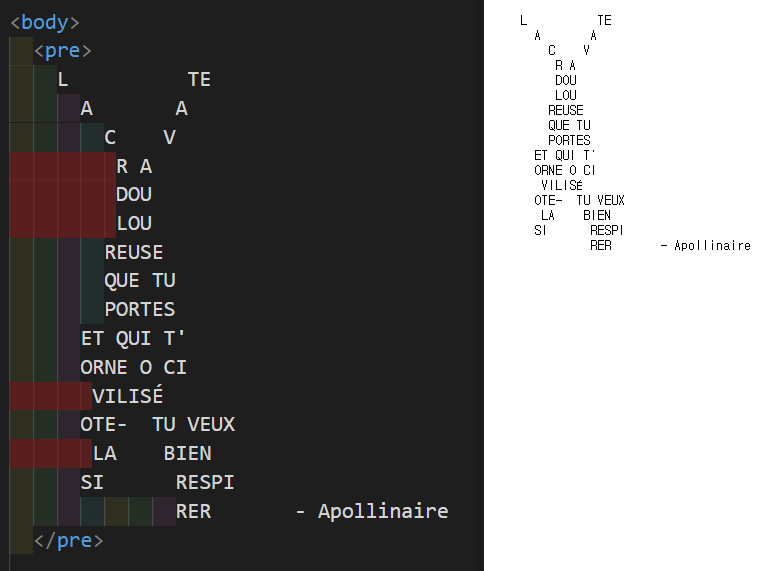 <body>
<pre>
L          TE
A       A
C    V
R A
DOU
LOU
REUSE
QUE TU
PORTES
ET QUI T'
ORNE O CI
VILISÉ
OTE-  TU VEUX
LA    BIEN
SI      RESPI
RER       - Apollinaire
</pre>
L          TE
A       A
C    V
R A
DOU
LOU
REUSE
QUE TU
PORTES
ET QUI T'
ORNE O CI
VILISÉ
OTE-  TU VEUX
LA    BIEN
SI      RESPI
RER       - Apollinaire